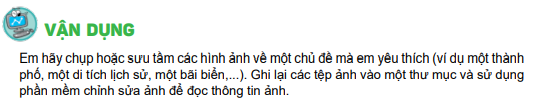 VẬN DỤNG
Em hãy chụp hoặc sưu tầm các hình ảnh về một chủ đề mà em yêu thích (ví dụ một thành
phố, một di tích lịch sử, một bãi biển,...). Ghi lại các tệp ảnh vào một thư mục và sử dụng
phần mềm chỉnh sửa ảnh để đọc thông tin ảnh.